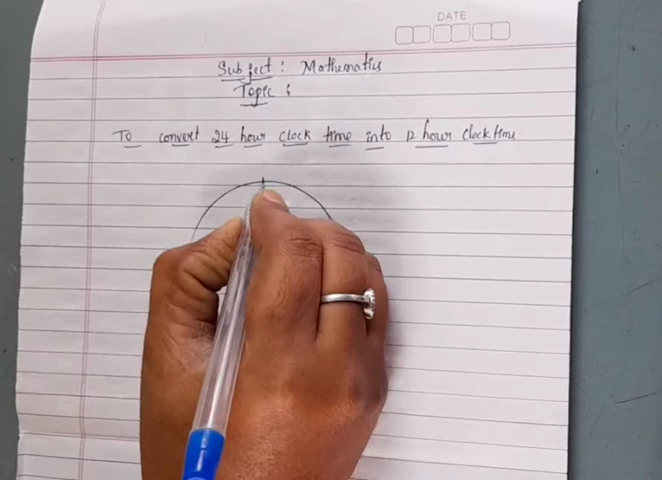 DATE
Subject : Mathematics
Topic :
To convert 24 hour clock time into 12 hour clock time